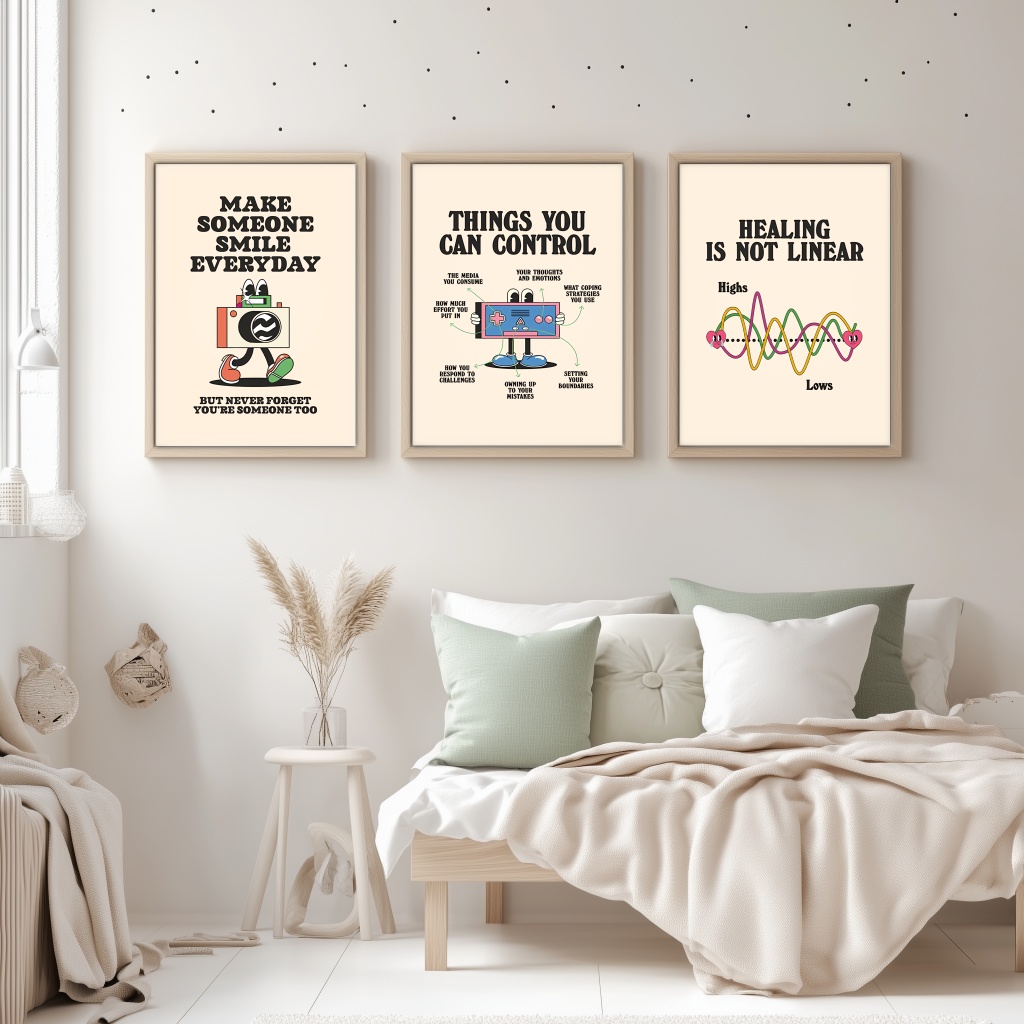 MAKE
SOMEONE
SMILE
EVERYDAY
BUT NEVER FORGET
YOU'RE SOMEONE TOO
THINGS YOU
CAN CONTROL
THE MEDIA
YOU CONSUME
YOUR THOUGHTS
AND EMOTIONS
WHAT COPING
STRATEGIES
YOU USE
HOW MUCH
EFFORT YOU
PUT IN
HOW YOU
RESPOND TO
CHALLENGES
OWNING UP
TO YOUR
MISTAKES
SETTING
YOUR
BOUNDARIES
HEALING
IS NOT LINEAR
Highs
Lows